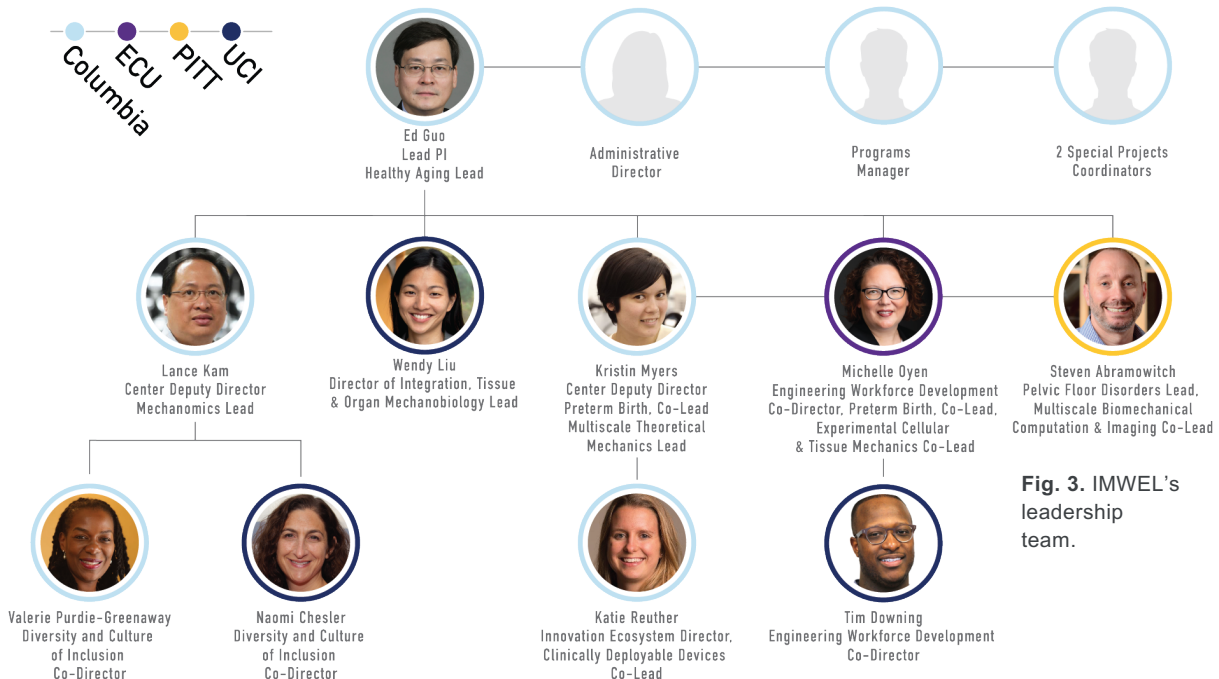 Columbia
ECU
PITT
UCI
Ed Guo
Lead PI
Healthy Aging Lead
Administrative
Director
Programs
Manager
2 Special Projects
Coordinators
Lance Kam
Center Deputy Director
Mechanomics Lead
Wendy Liu
Director of Integration, Tissue
& Organ Mechanobiology Lead
Kristin Myers
Center Deputy Director
Preterm Birth, Co-Lead
Multiscale Theoretical
Mechanics Lead
Michelle Oyen
Engineering Workforce Development
Co-Director, Preterm Birth, Co-Lead,
Experimental Cellular
& Tissue Mechanics Co-Lead
Steven Abramowitch
Pelvic Floor Disorders Lead,
Multiscale Biomechanical
Computation & Imaging Co-Lead
Valerie Purdie-Greenaway
Diversity and Culture
of Inclusion
Co-Director
Naomi Chesler
Diversity and Culture
of Inclusion
Co-Director
Katie Reuther
Innovation Ecosystem Director,
Clinically Deployable Devices
Co-Lead
Tim Downing
Engineering Workforce Development
Co-Director
Fig. 3. IMWEL's
leadership
team.